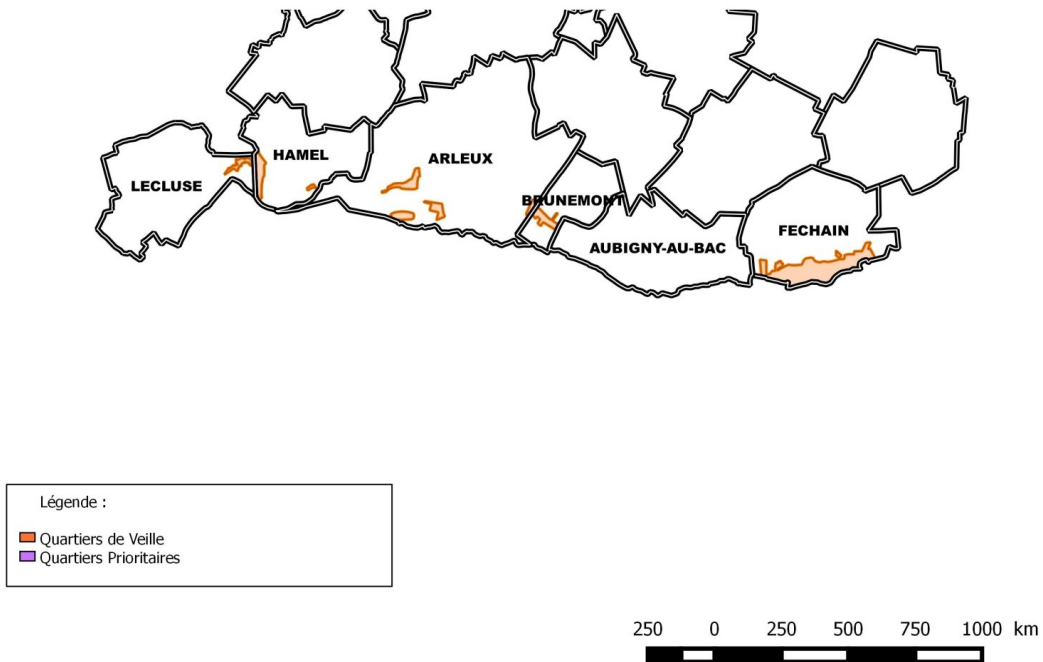 HAMEL
ARLEUX
LECLUSE
BRUNEMONT
FECHAIN
AUBIGNY-AU-BAC
Légende :
Quartiers de Veille
Quartiers Prioritaires
250 0 250 500 750 1000 km